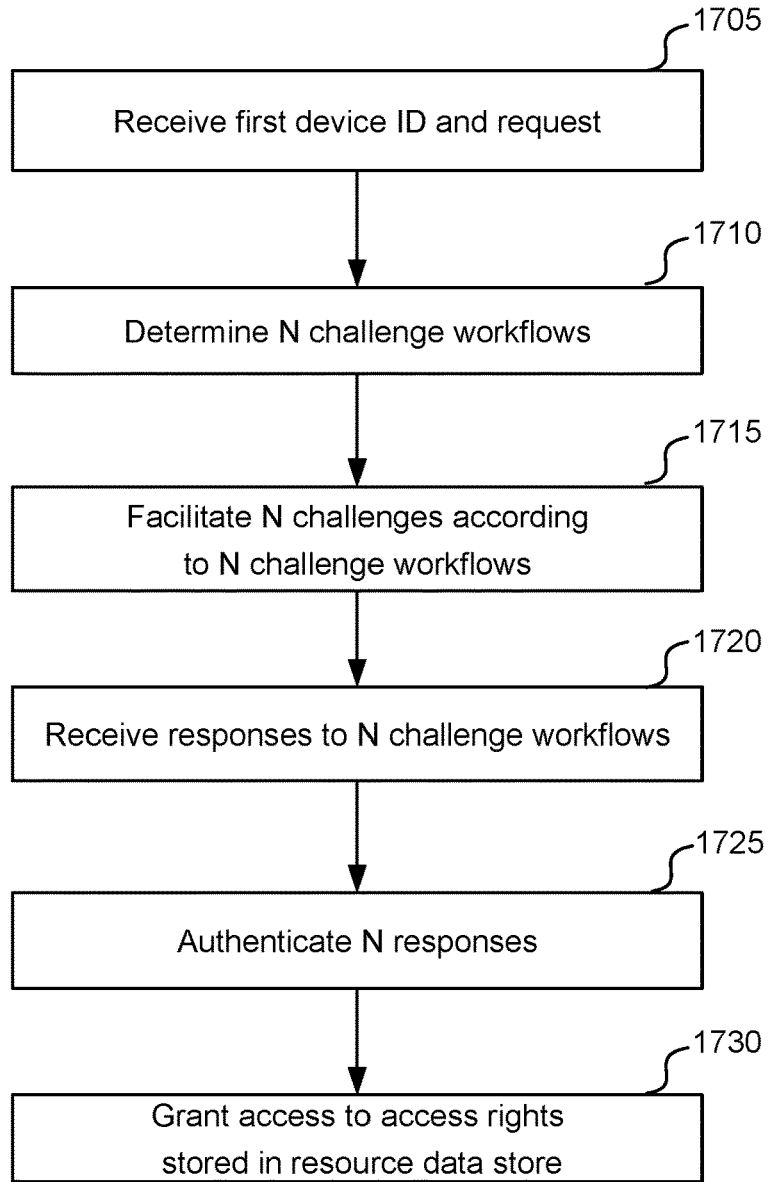 1705
Receive first device ID and request
1710
Determine N challenge workflows
1715
Facilitate N challenges according
to N challenge workflows
1720
Receive responses to N challenge workflows
1725
Authenticate N responses
1730
Grant access to access rights
stored in resource data store